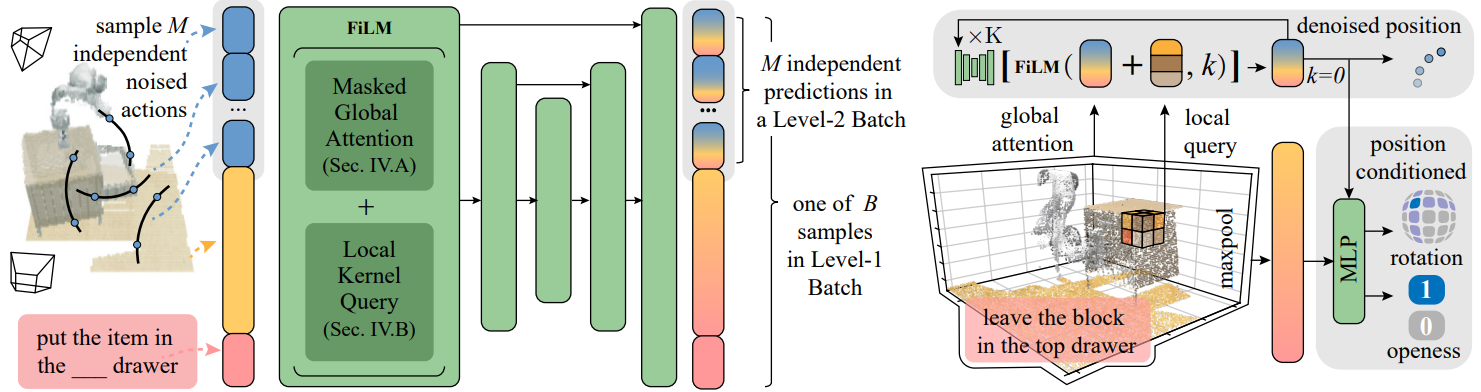 sample M
independent
noised
actions
...
put the item in
the ___ drawer
FiLM
Masked
Global
Attention
(Sec. IV.A)
+
Local
Kernel
Query
(Sec. IV.B)
...
M independent
predictions in
a Level-2 Batch
one of B
samples
in Level-1
Batch
×K
[FiLM( + , k)]
k=0
denoised position
global
attention
local
query
leave the block
in the top drawer
maxpool
MLP
position
conditioned
rotation
1
0
openess